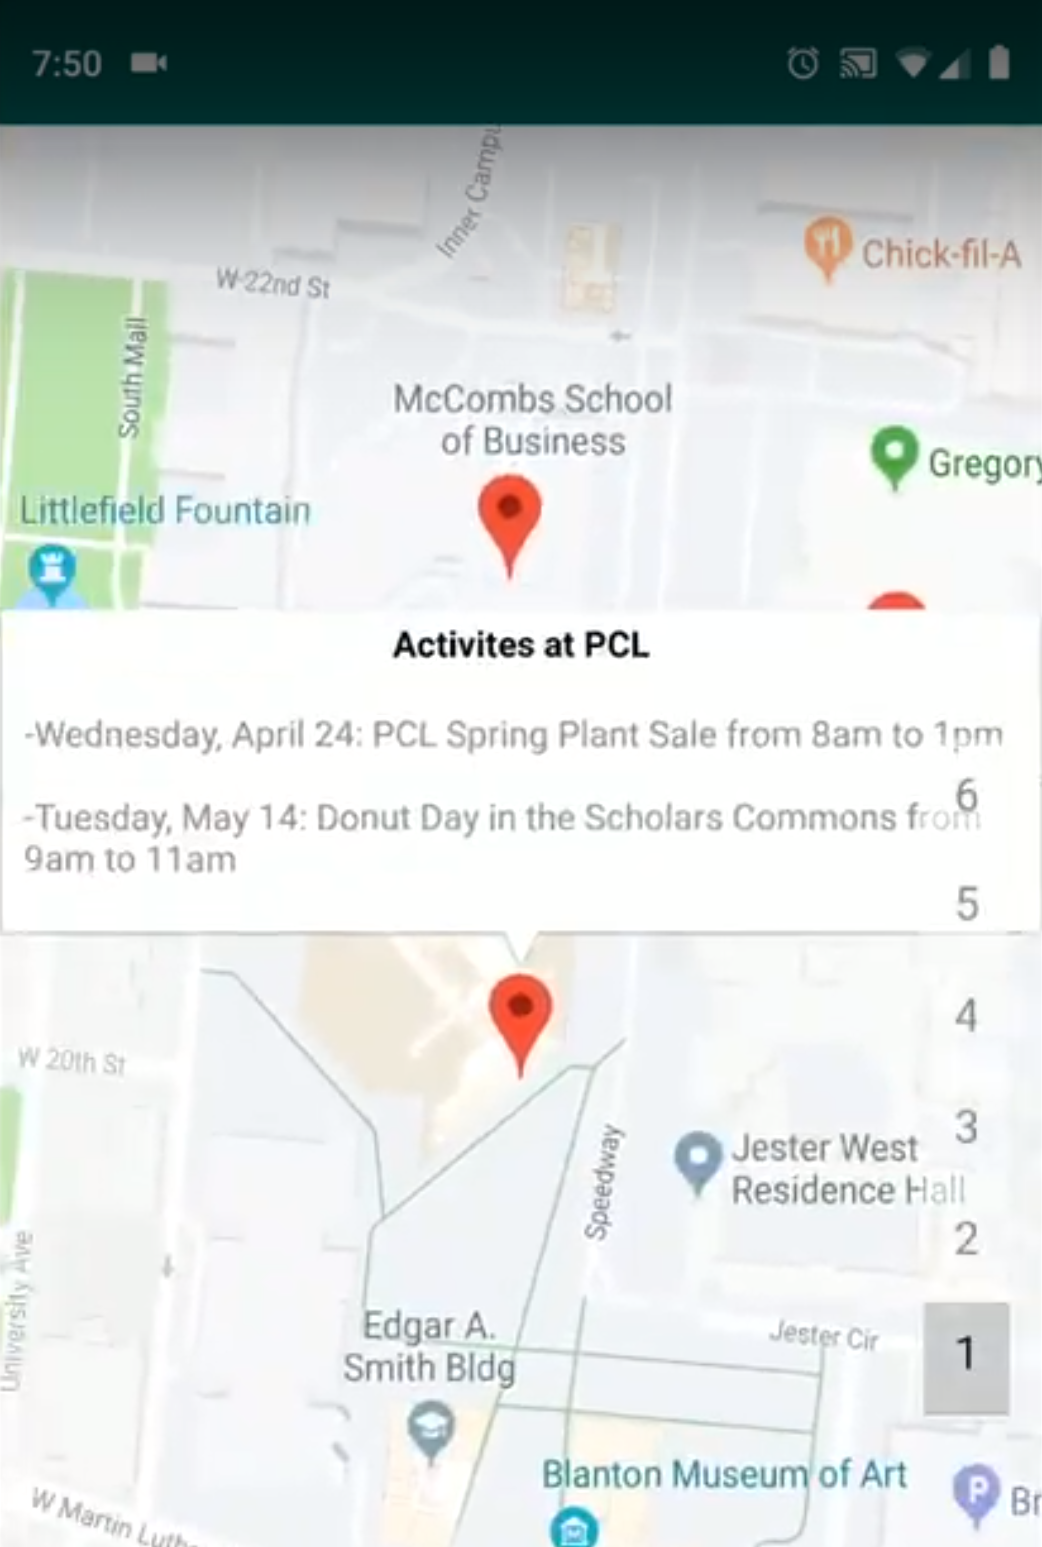 7:50
Inner Campu
W 22nd St
Chick-fil-A
South Mall
McCombs School
of Business
Gregory
Littlefield Fountain
Activites at PCL
-Wednesday, April 24: PCL Spring Plant Sale from 8am to 1pm
6
-Tuesday, May 14: Donut Day in the Scholars Commons from
9am to 11am
5
4
W 20th St
3
Speedway
Jester West
Residence Hall
2
University Ave
Edgar A.
Smith Bldg
Jester Cir
1
Blanton Museum of Art
W Martin Luthe
P
Br